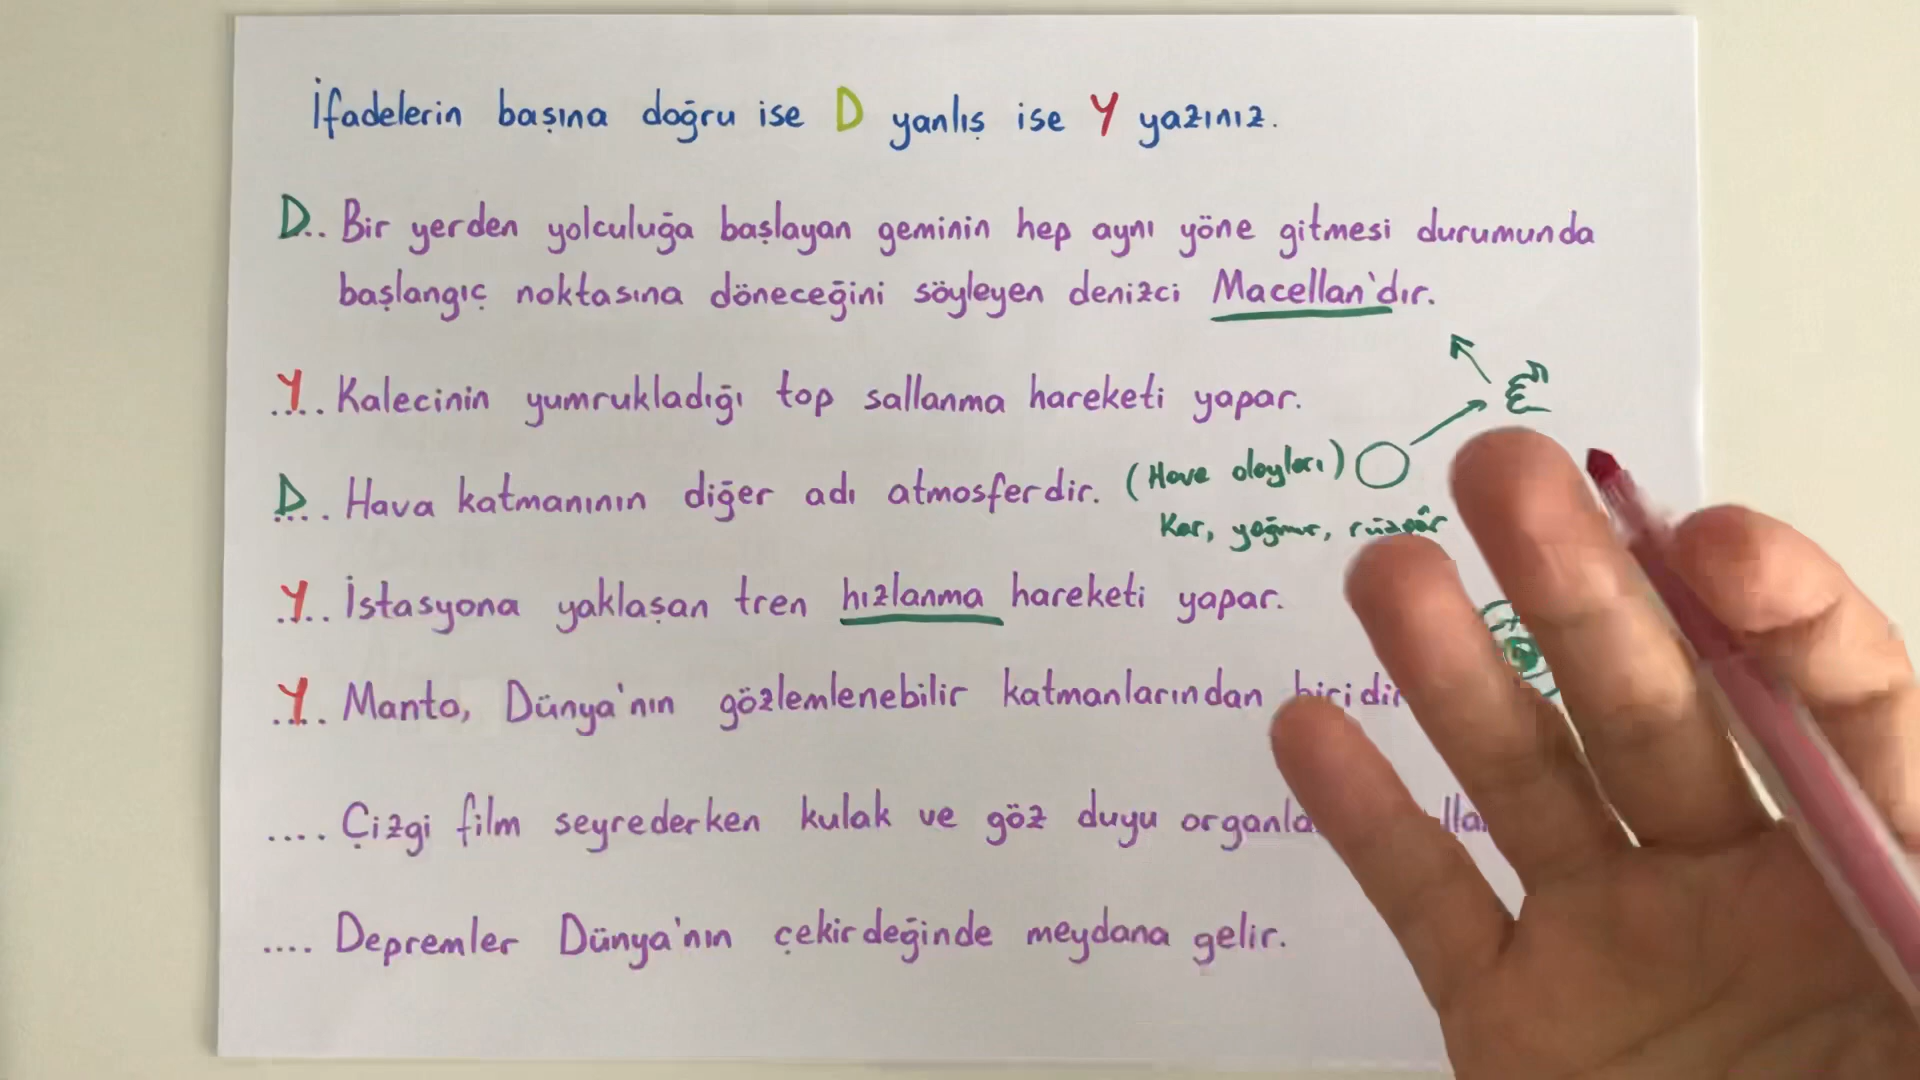 İfadelerin başına doğru ise D yanlış ise Y yazınız.
D.. Bir yerden yolculuğa başlayan geminin hep aynı yöne gitmesi durumunda
başlangıç noktasına döneceğini söyleyen denizci Macellan'dır.
Y.... Kalecinin yumrukladığı top sallanma hareketi yapar.
D.... Hava katmanının diğer adı atmosferdir. (Hava olayları)
Kar, yağmur, rüzgâr
Y.... İstasyona yaklaşan tren hızlanma hareketi yapar.
Y.... Manto, Dünya'nın gözlemlenebilir katmanlarından biridir
.... Çizgi film seyrederken kulak ve göz duyu
.... Depremler Dünya'nın çekirdeğinde meydana gelir.